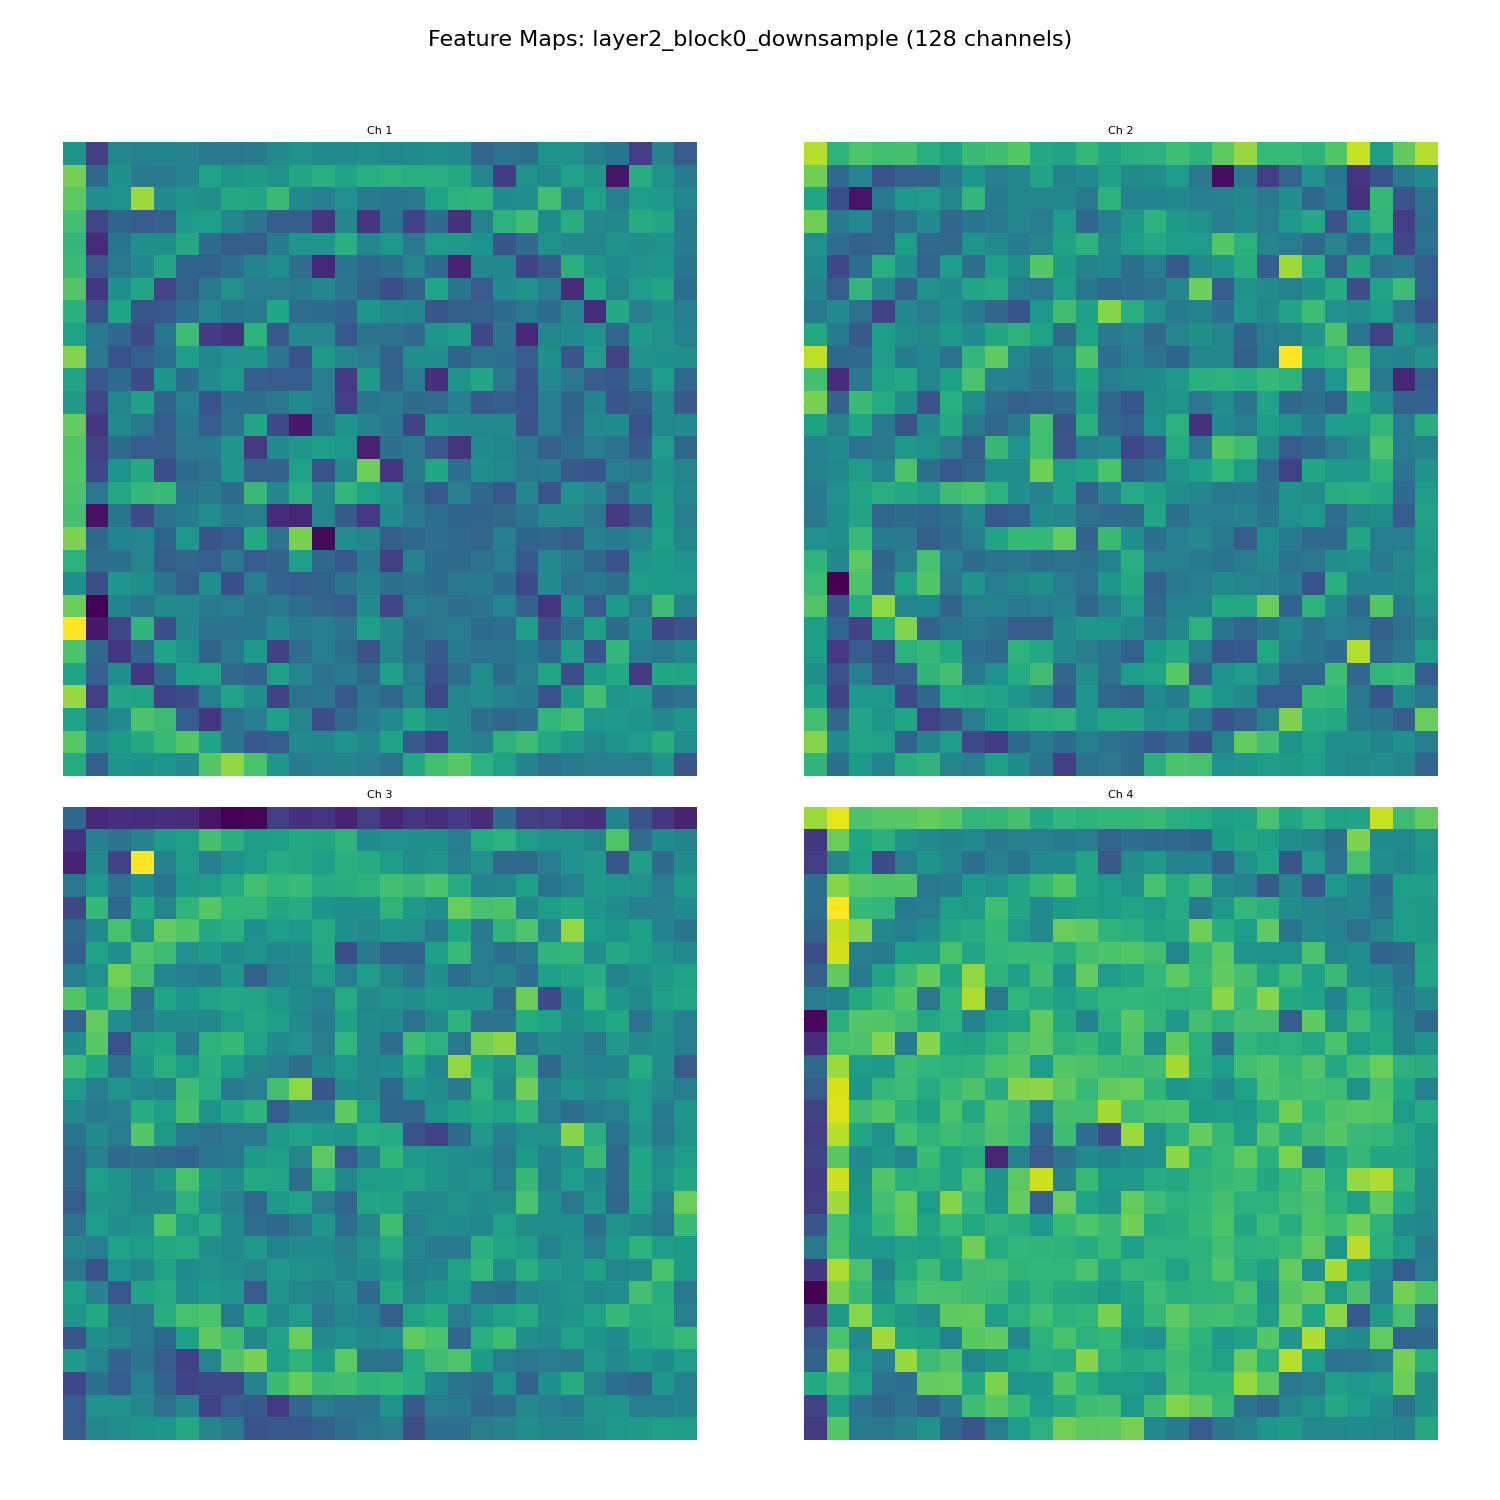 Feature Maps: layer2_block0_downsample (128 channels)
Ch 1
Ch 2
Ch 3
Ch 4